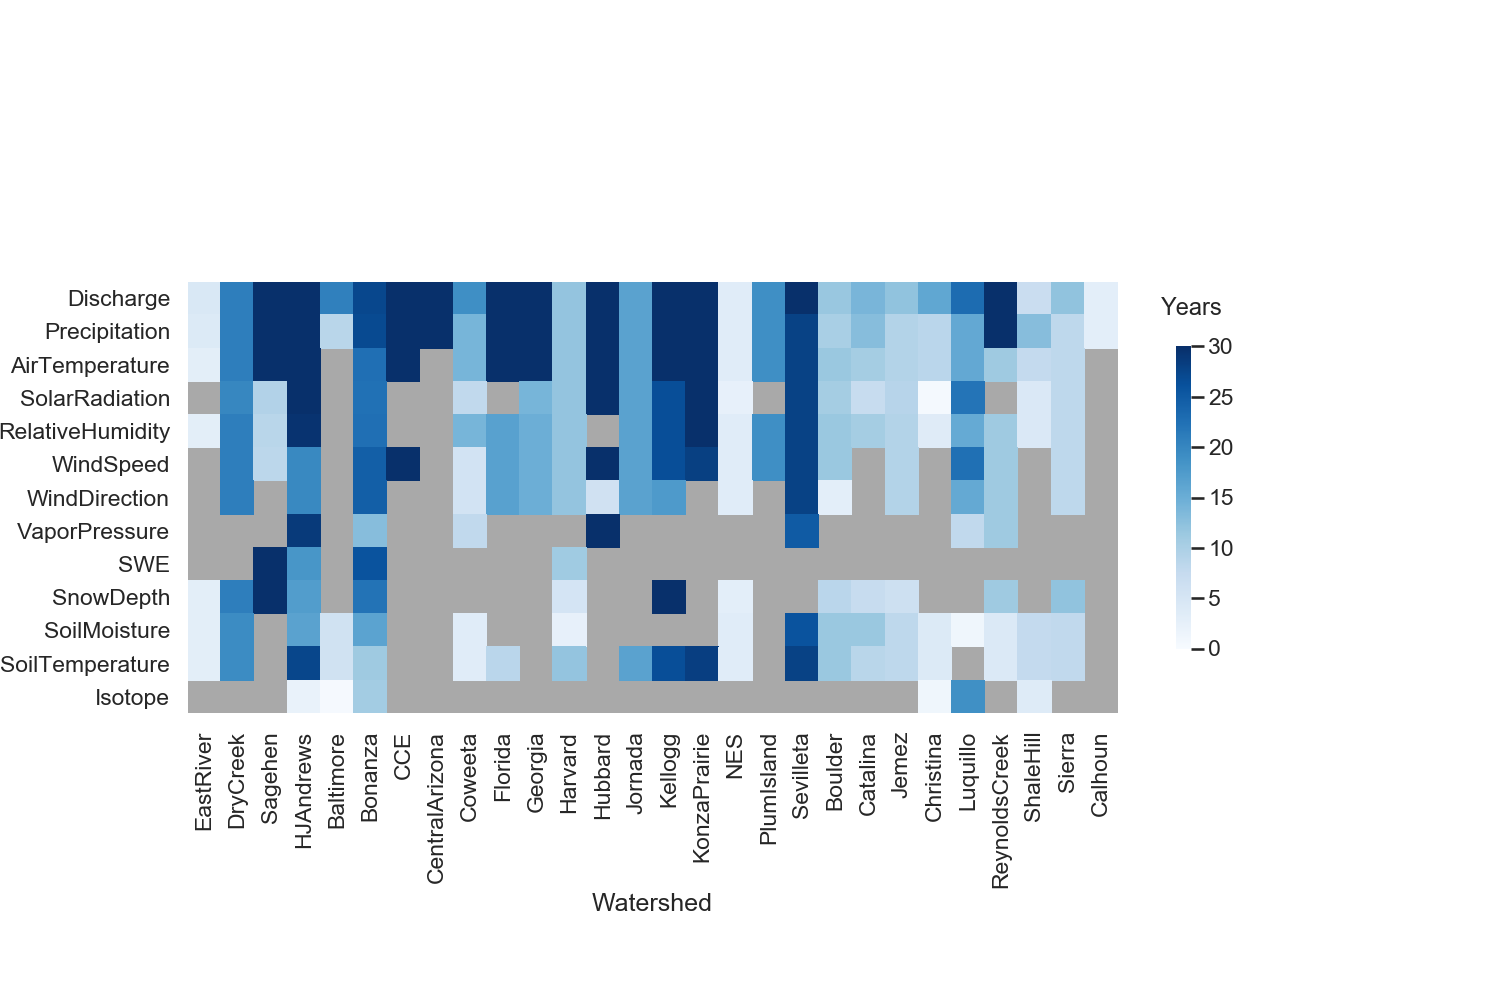 Discharge
Precipitation
AirTemperature
SolarRadiation
RelativeHumidity
WindSpeed
WindDirection
VaporPressure
SWE
SnowDepth
SoilMoisture
SoilTemperature
Isotope
EastRiver
DryCreek
Sagehen
HJAndrews
Baltimore
Bonanza
CCE
CentralArizona
Coweeta
Florida
Georgia
Harvard
Hubbard
Jornada
Kellogg
KonzaPrairie
NES
PlumIsland
Sevilleta
Boulder
Catalina
Jemez
Christina
Luquillo
ReynoldsCreek
ShaleHill
Sierra
Calhoun
Watershed
Years
30
25
20
15
10
5
0